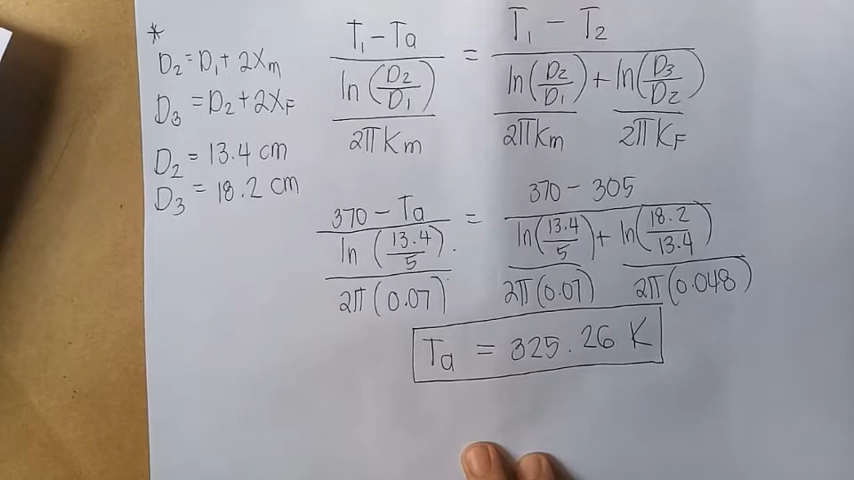 *
D₂ = D₁ + 2Xm
D₃ = D₂ + 2XF
D₂ = 13.4 cm
D₃ = 18.2 cm
T₁ - Ta = T₁ - T₂
ln (D₂/D₁) ln (D₂/D₁) + ln (D₃/D₂)
2πKm 2πKm 2πKF
370 - Ta = 370 - 305
ln (13.4/5) . ln (13.4/5) + ln (18.2/13.4)
2π (0.07) 2π (0.07) 2π (0.048)
Ta = 325.26 K